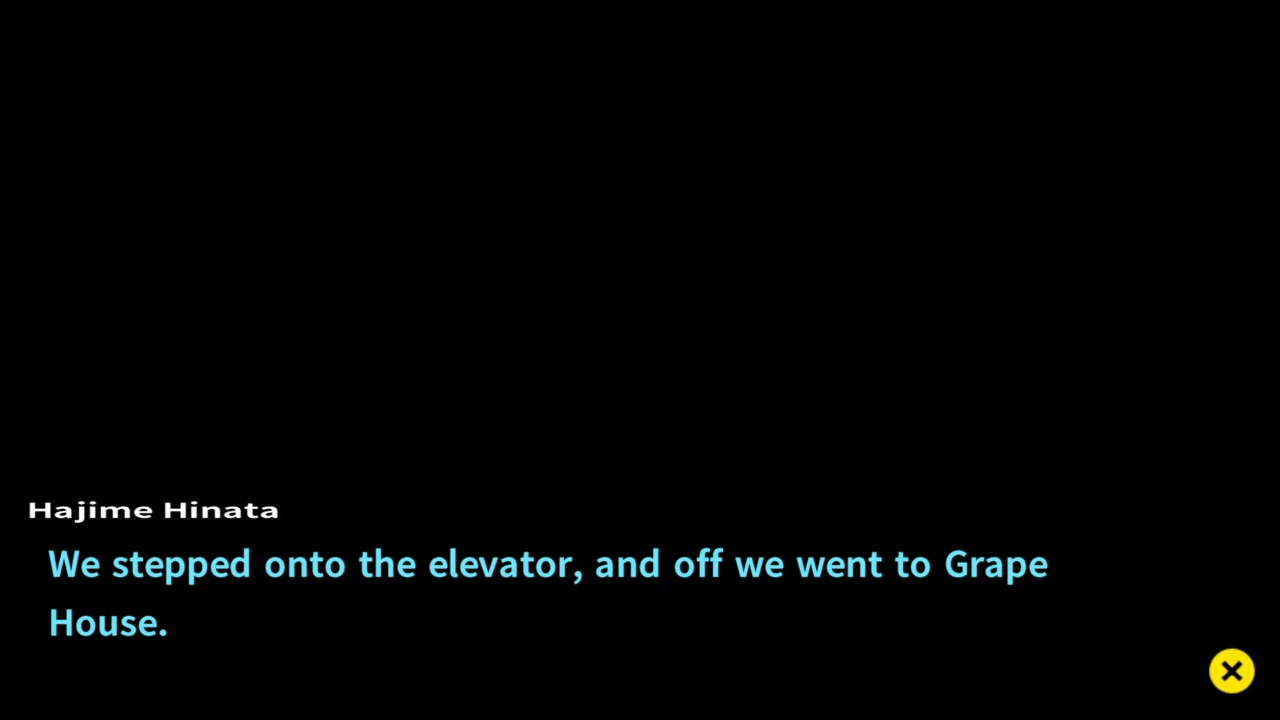 Hajime Hinata
We stepped onto the elevator, and off we went to Grape
House.